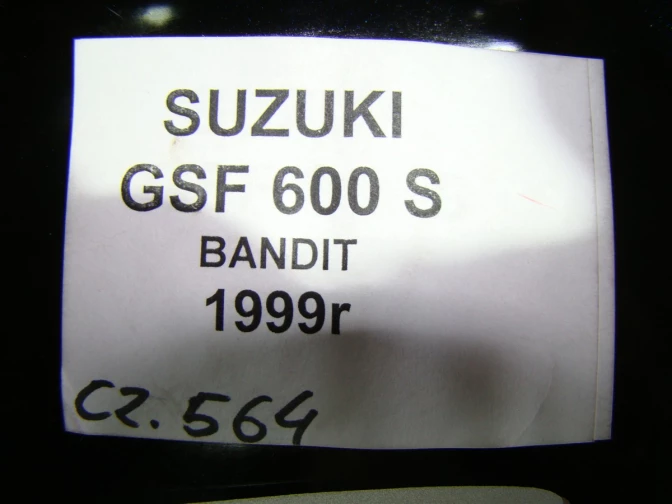 SUZUKI
GSF 600 S
BANDIT
1999r
CZ. 564